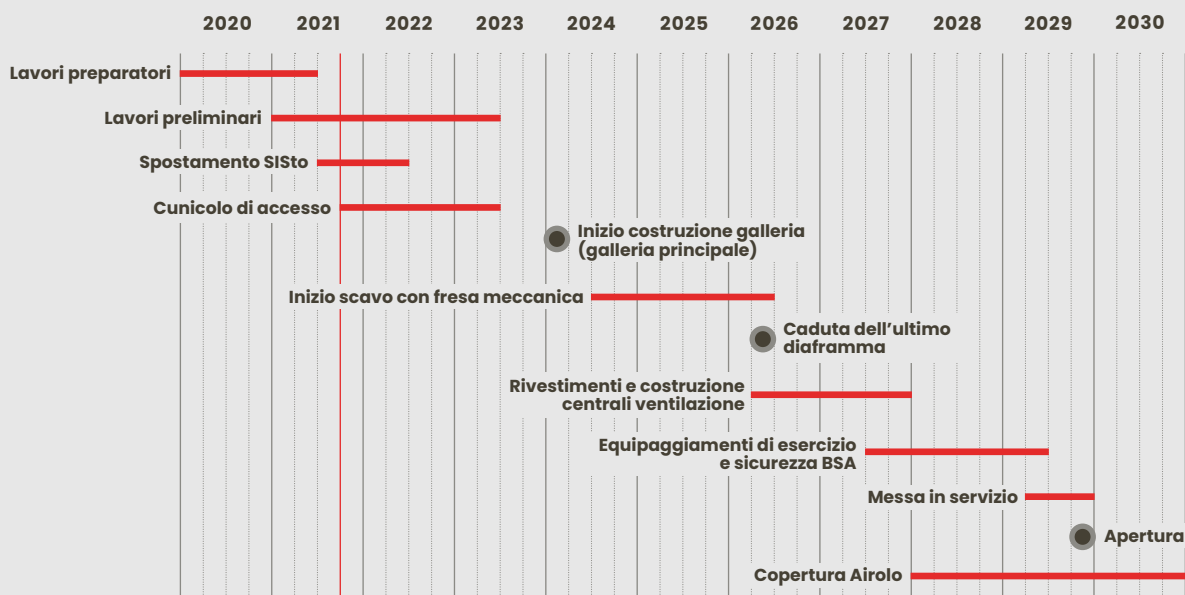 2020 2021 2022 2023 2024 2025 2026 2027 2028 2029 2030
Lavori preparatori
Lavori preliminari
Spostamento SISto
Cunicolo di accesso
Inizio costruzione galleria
(galleria principale)
Inizio scavo con fresa meccanica
Caduta dell’ultimo
diaframma
Rivestimenti e costruzione
centrali ventilazione
Equipaggiamenti di esercizio
e sicurezza BSA
Messa in servizio
Apertura
Copertura Airolo